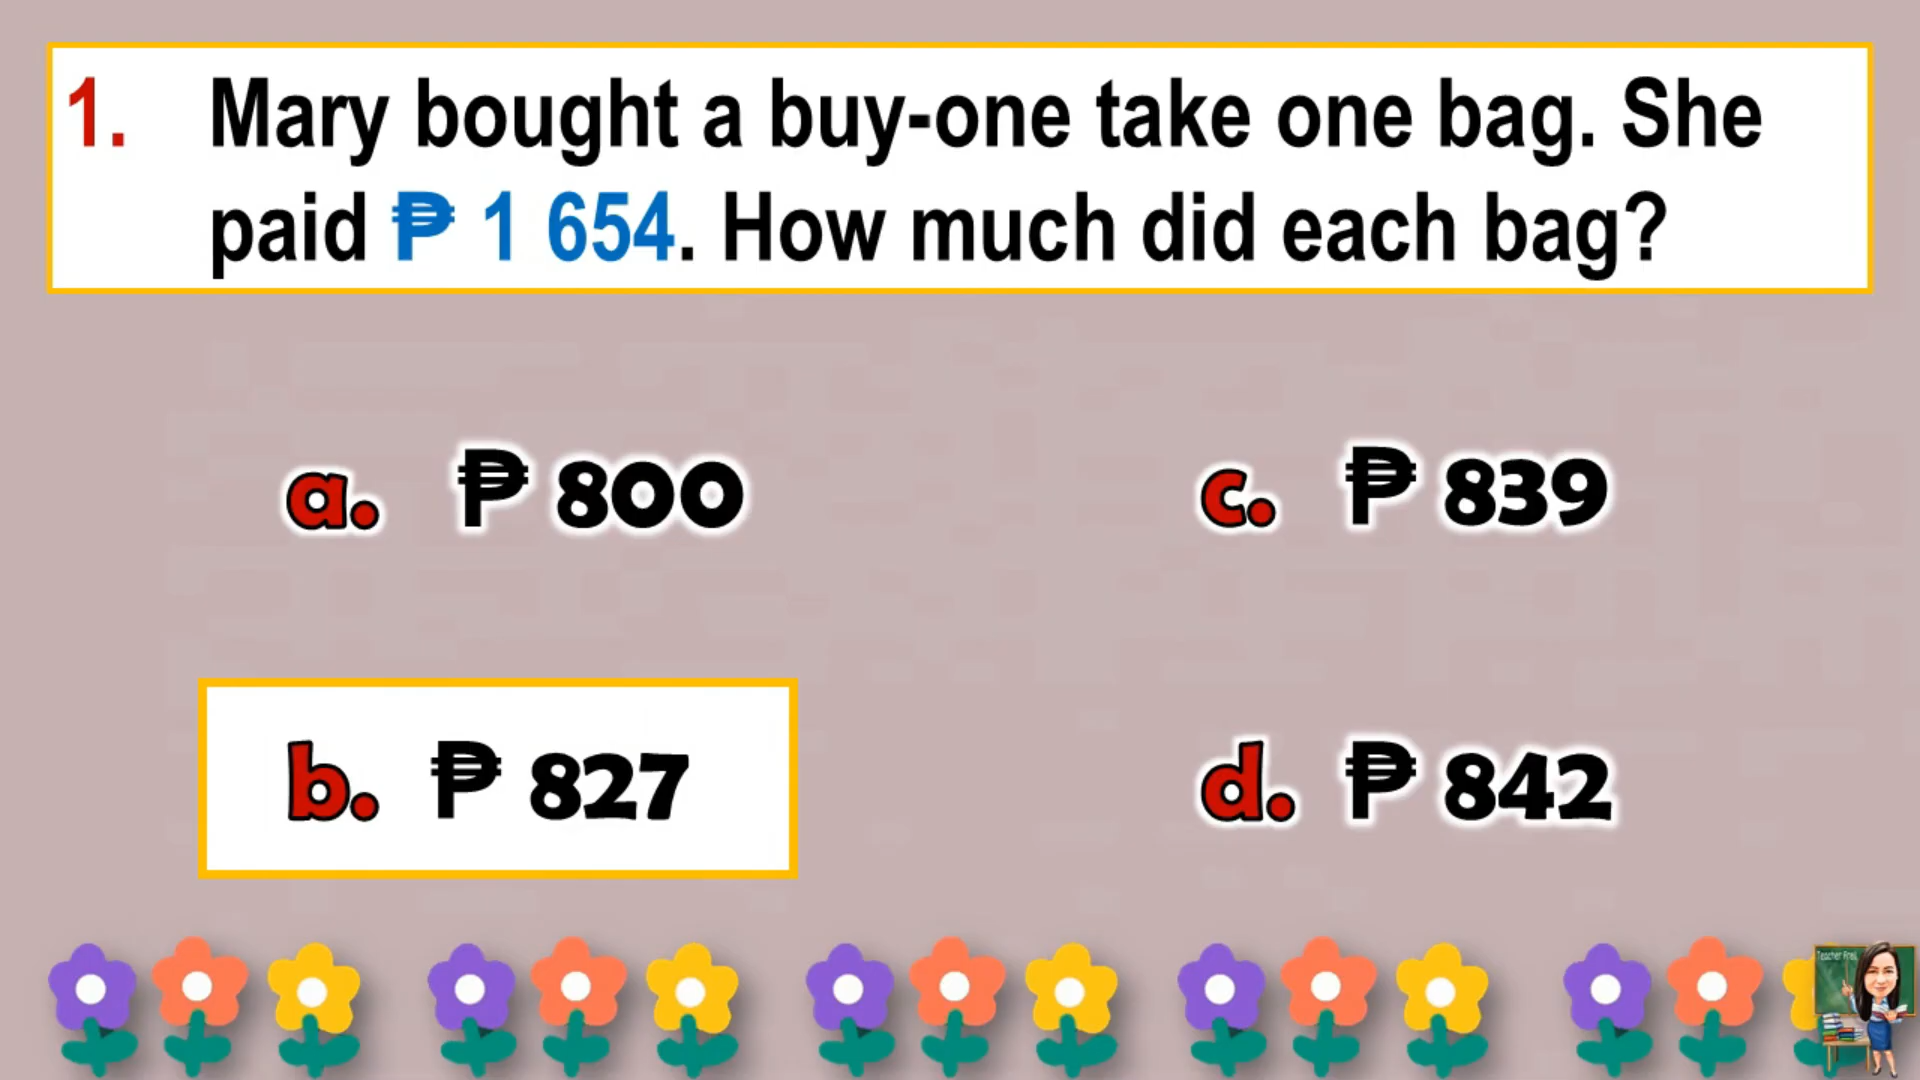 1. Mary bought a buy-one take one bag. She
paid ₱ 1 654. How much did each bag?
a. ₱ 800
c. ₱ 839
b. ₱ 827
d. ₱ 842